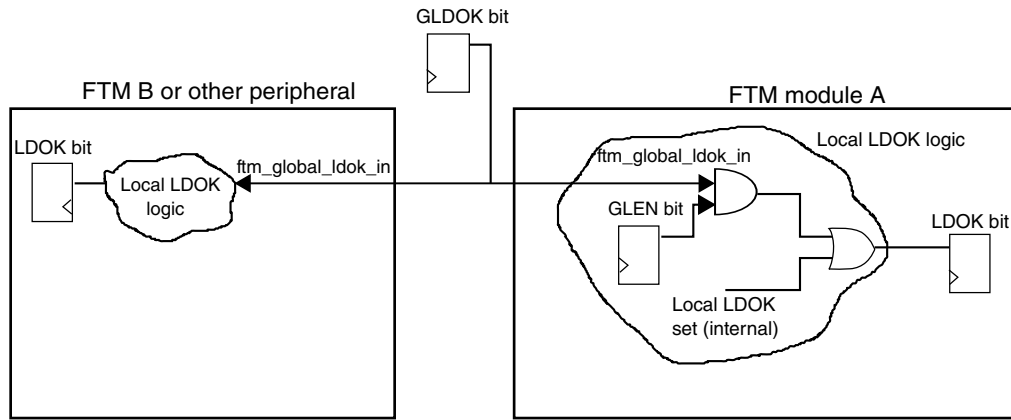 GLDOK bit
FTM B or other peripheral
FTM module A
LDOK bit
Local LDOK
logic
ftm_global_ldok_in
Local LDOK logic
ftm_global_ldok_in
GLEN bit
LDOK bit
Local LDOK
set (internal)